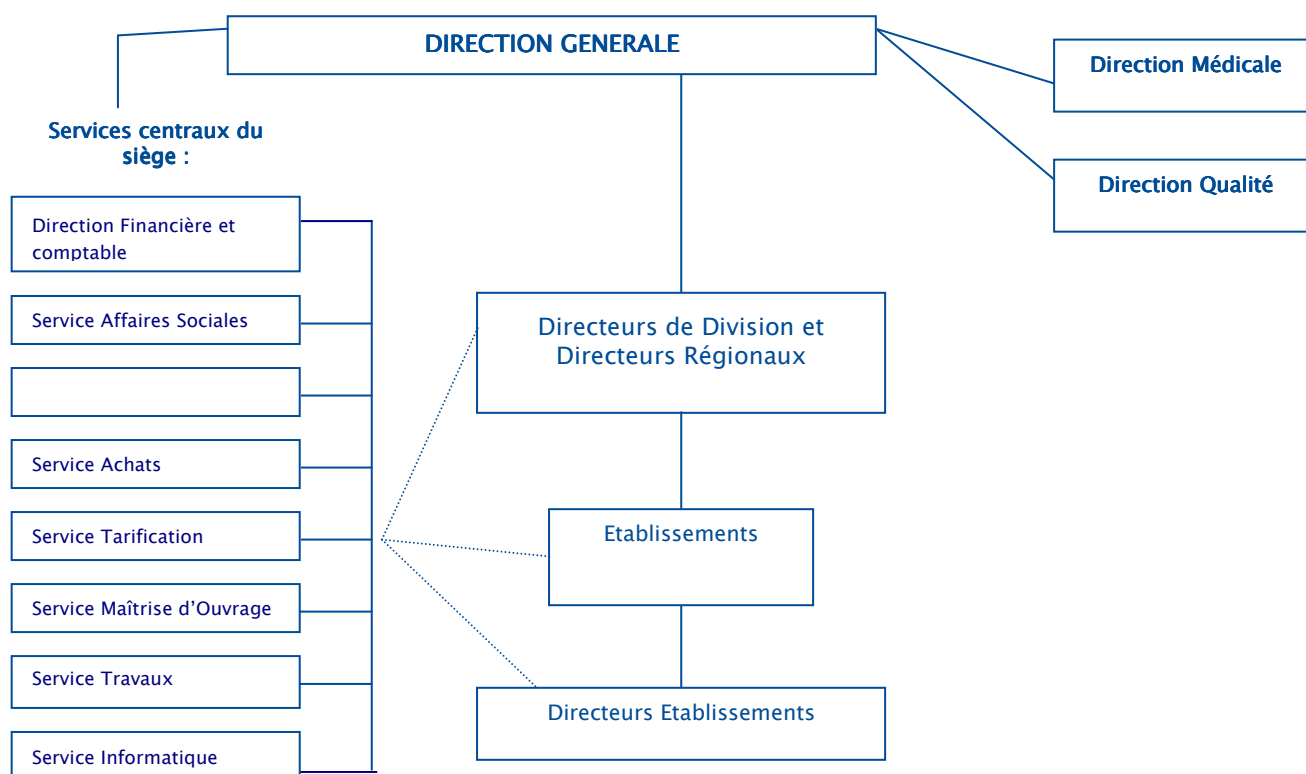 DIRECTION GENERALE
Direction Médicale
Services centraux du
siège :
Direction Qualité
Direction Financière et
comptable
Service Affaires Sociales
Directeurs de Division et
Directeurs Régionaux
Service Achats
Service Tarification
Etablissements
Service Maîtrise d’Ouvrage
Service Travaux
Directeurs Etablissements
Service Informatique